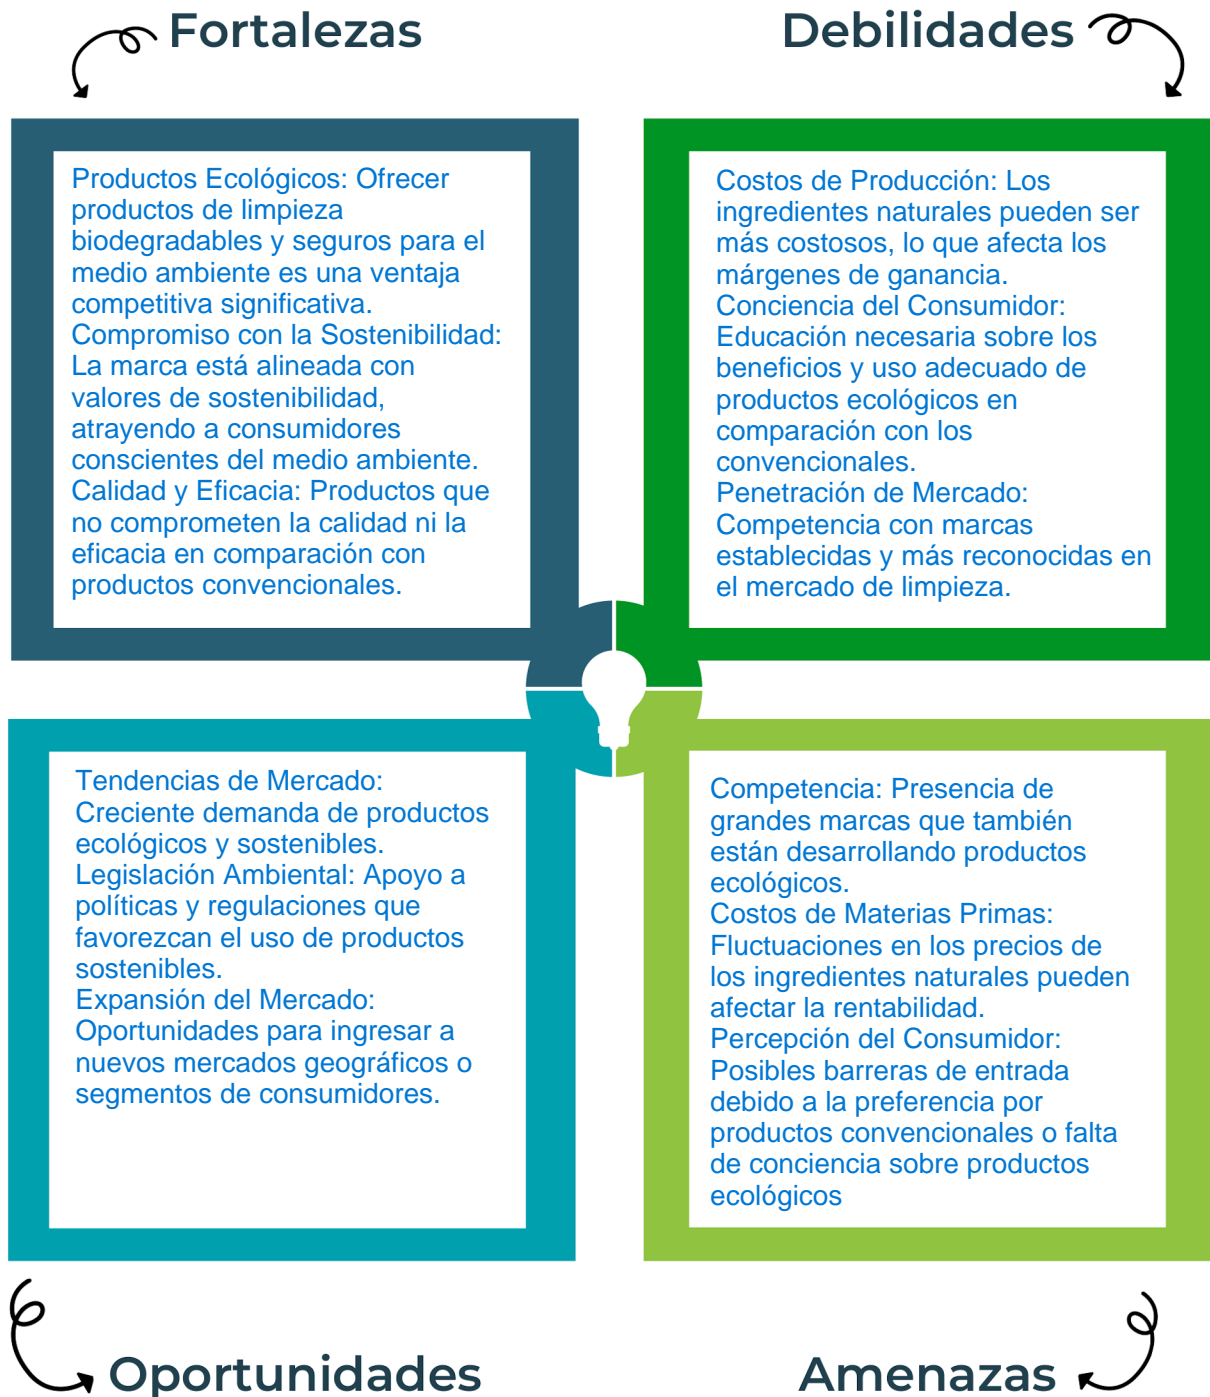 Fortalezas
Productos Ecológicos: Ofrecer
productos de limpieza
biodegradables y seguros para el
medio ambiente es una ventaja
competitiva significativa.
Compromiso con la Sostenibilidad:
La marca está alineada con
valores de sostenibilidad,
atrayendo a consumidores
conscientes del medio ambiente.
Calidad y Eficacia: Productos que
no comprometen la calidad ni la
eficacia en comparación con
productos convencionales.
Debilidades
Costos de Producción: Los
ingredientes naturales pueden ser
más costosos, lo que afecta los
márgenes de ganancia.
Conciencia del Consumidor:
Educación necesaria sobre los
beneficios y uso adecuado de
productos ecológicos en
comparación con los
convencionales.
Penetración de Mercado:
Competencia con marcas
establecidas y más reconocidas en
el mercado de limpieza.
Tendencias de Mercado:
Creciente demanda de productos
ecológicos y sostenibles.
Legislación Ambiental: Apoyo a
políticas y regulaciones que
favorezcan el uso de productos
sostenibles.
Expansión del Mercado:
Oportunidades para ingresar a
nuevos mercados geográficos o
segmentos de consumidores.
Oportunidades
Competencia: Presencia de
grandes marcas que también
están desarrollando productos
ecológicos.
Costos de Materias Primas:
Fluctuaciones en los precios de
los ingredientes naturales pueden
afectar la rentabilidad.
Percepción del Consumidor:
Posibles barreras de entrada
debido a la preferencia por
productos convencionales o falta
de conciencia sobre productos
ecológicos
Amenazas